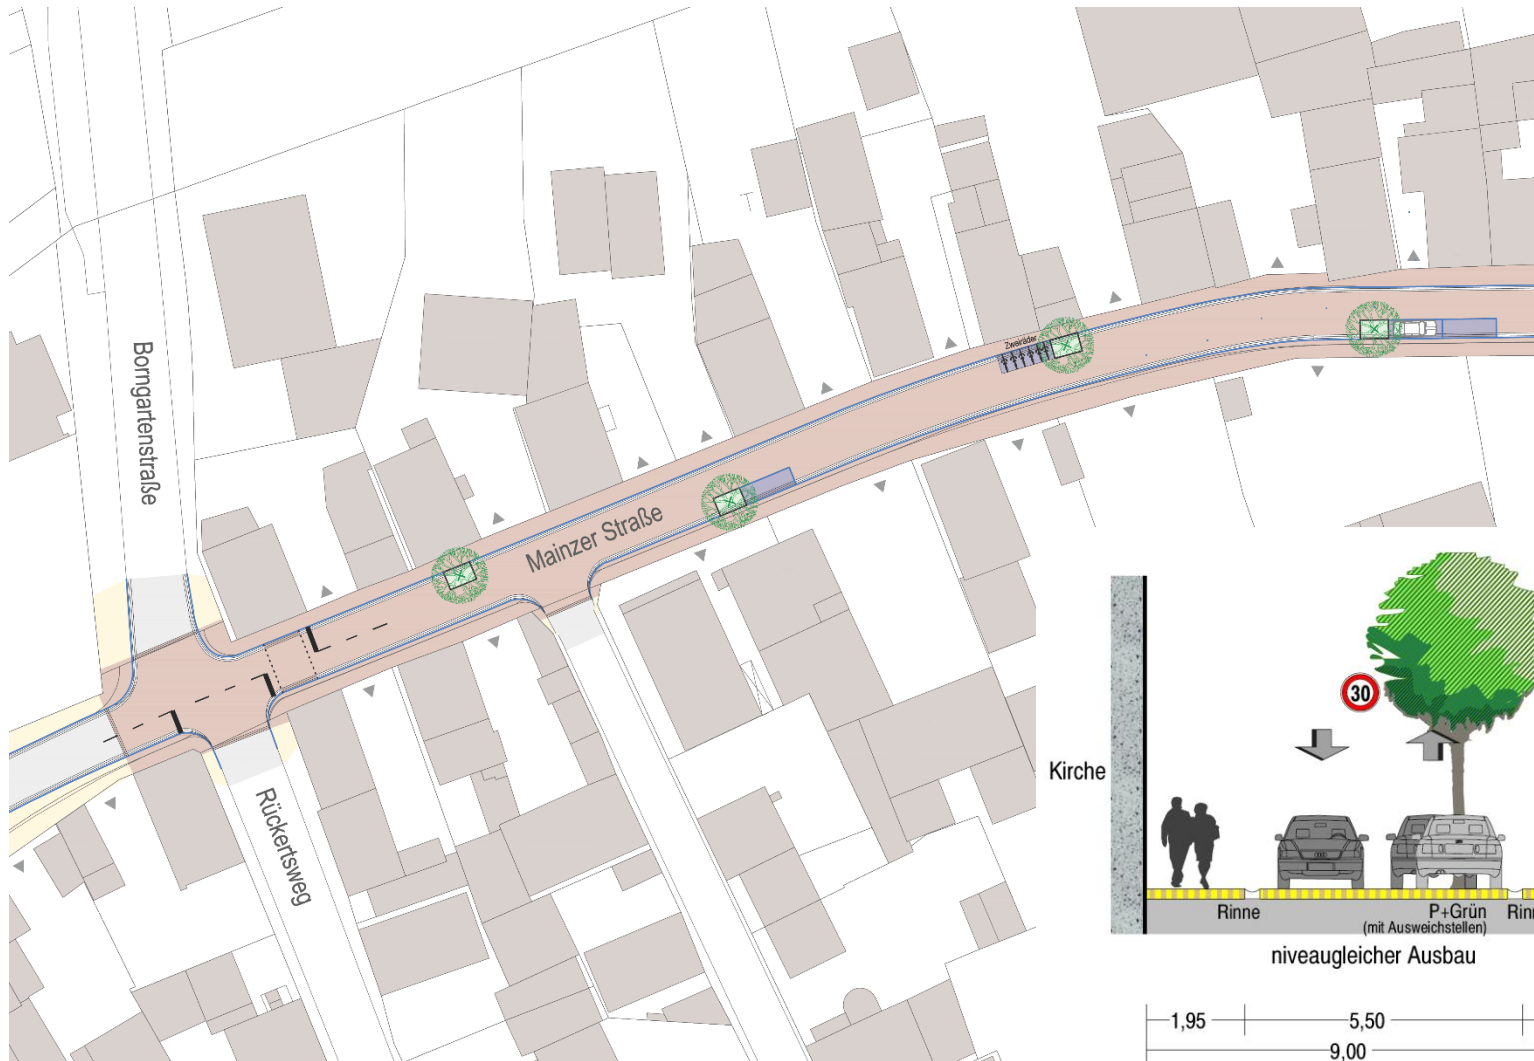 Borngartenstraße
Zweiräder
Mainzer Straße
Rückertsweg
30
Kirche
Rinne
P+Grün
(mit Ausweichstellen)
niveaugleicher Ausbau
1,95
5,50
9,00